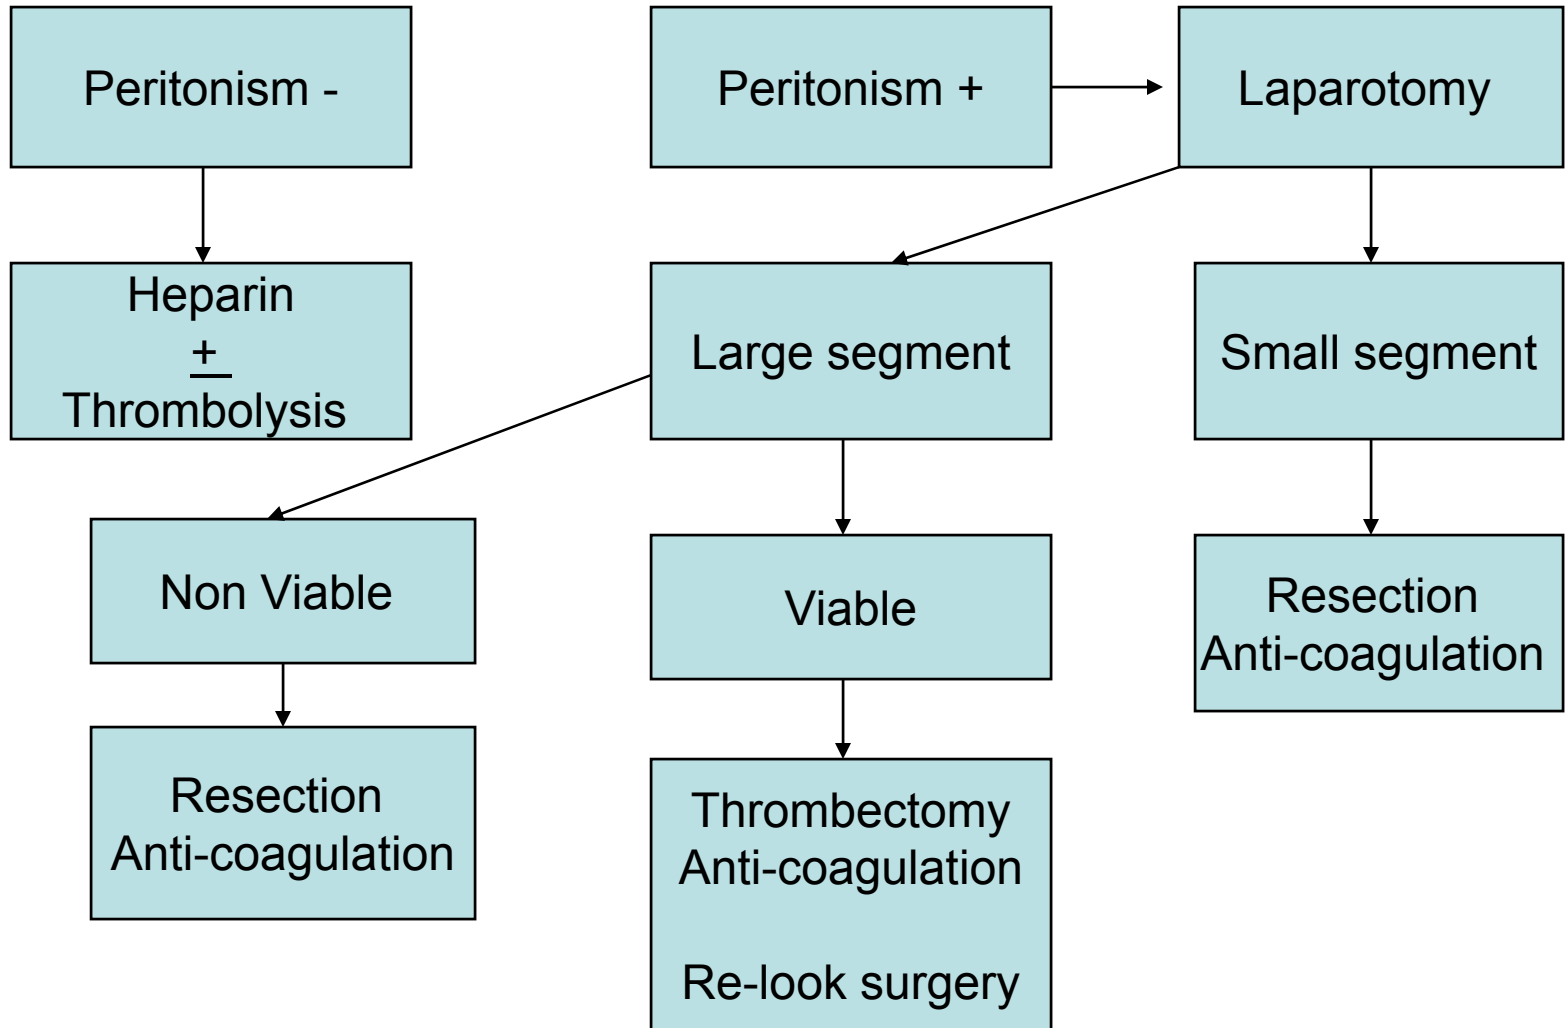 Peritonism -
Peritonism +
Laparotomy
Heparin
+
Thrombolysis
Large segment
Small segment
Non Viable
Viable
Resection
Anti-coagulation
Resection
Anti-coagulation
Thrombectomy
Anti-coagulation
Re-look surgery